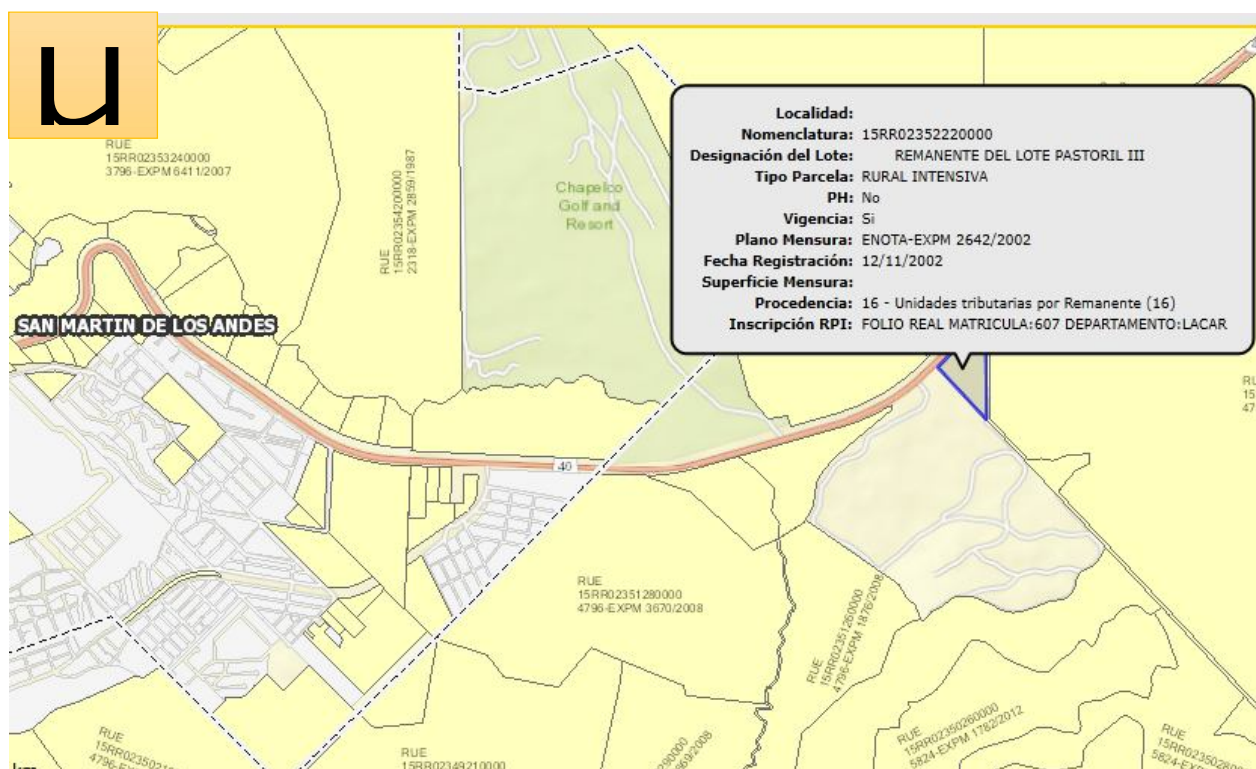 u
RUE
15RR02353240000
3796-EXPM 6411/2007
RUE
15RR02354200000
2318-EXPM 2859/1987
Chapelco
Golf and
Resort
Localidad:
Nomenclatura: 15RR02352220000
Designación del Lote: REMANENTE DEL LOTE PASTORIL III
Tipo Parcela: RURAL INTENSIVA
PH: No
Vigencia: Si
Plano Mensura: ENOTA-EXPM 2642/2002
Fecha Registración: 12/11/2002
Superficie Mensura:
Procedencia: 16 - Unidades tributarias por Remanente (16)
Inscripción RPI: FOLIO REAL MATRICULA:607 DEPARTAMENTO:LACAR
SAN MARTIN DE LOS ANDES
40
RUE
15RR02351280000
4796-EXPM 3670/2008
RUE
15RR02351260000
4796-EXPM 1876/2008
RUE
15RR02350260000
5824-EXPM 1782/2012
RUE
RUE
15RR02349210000
RUE
km